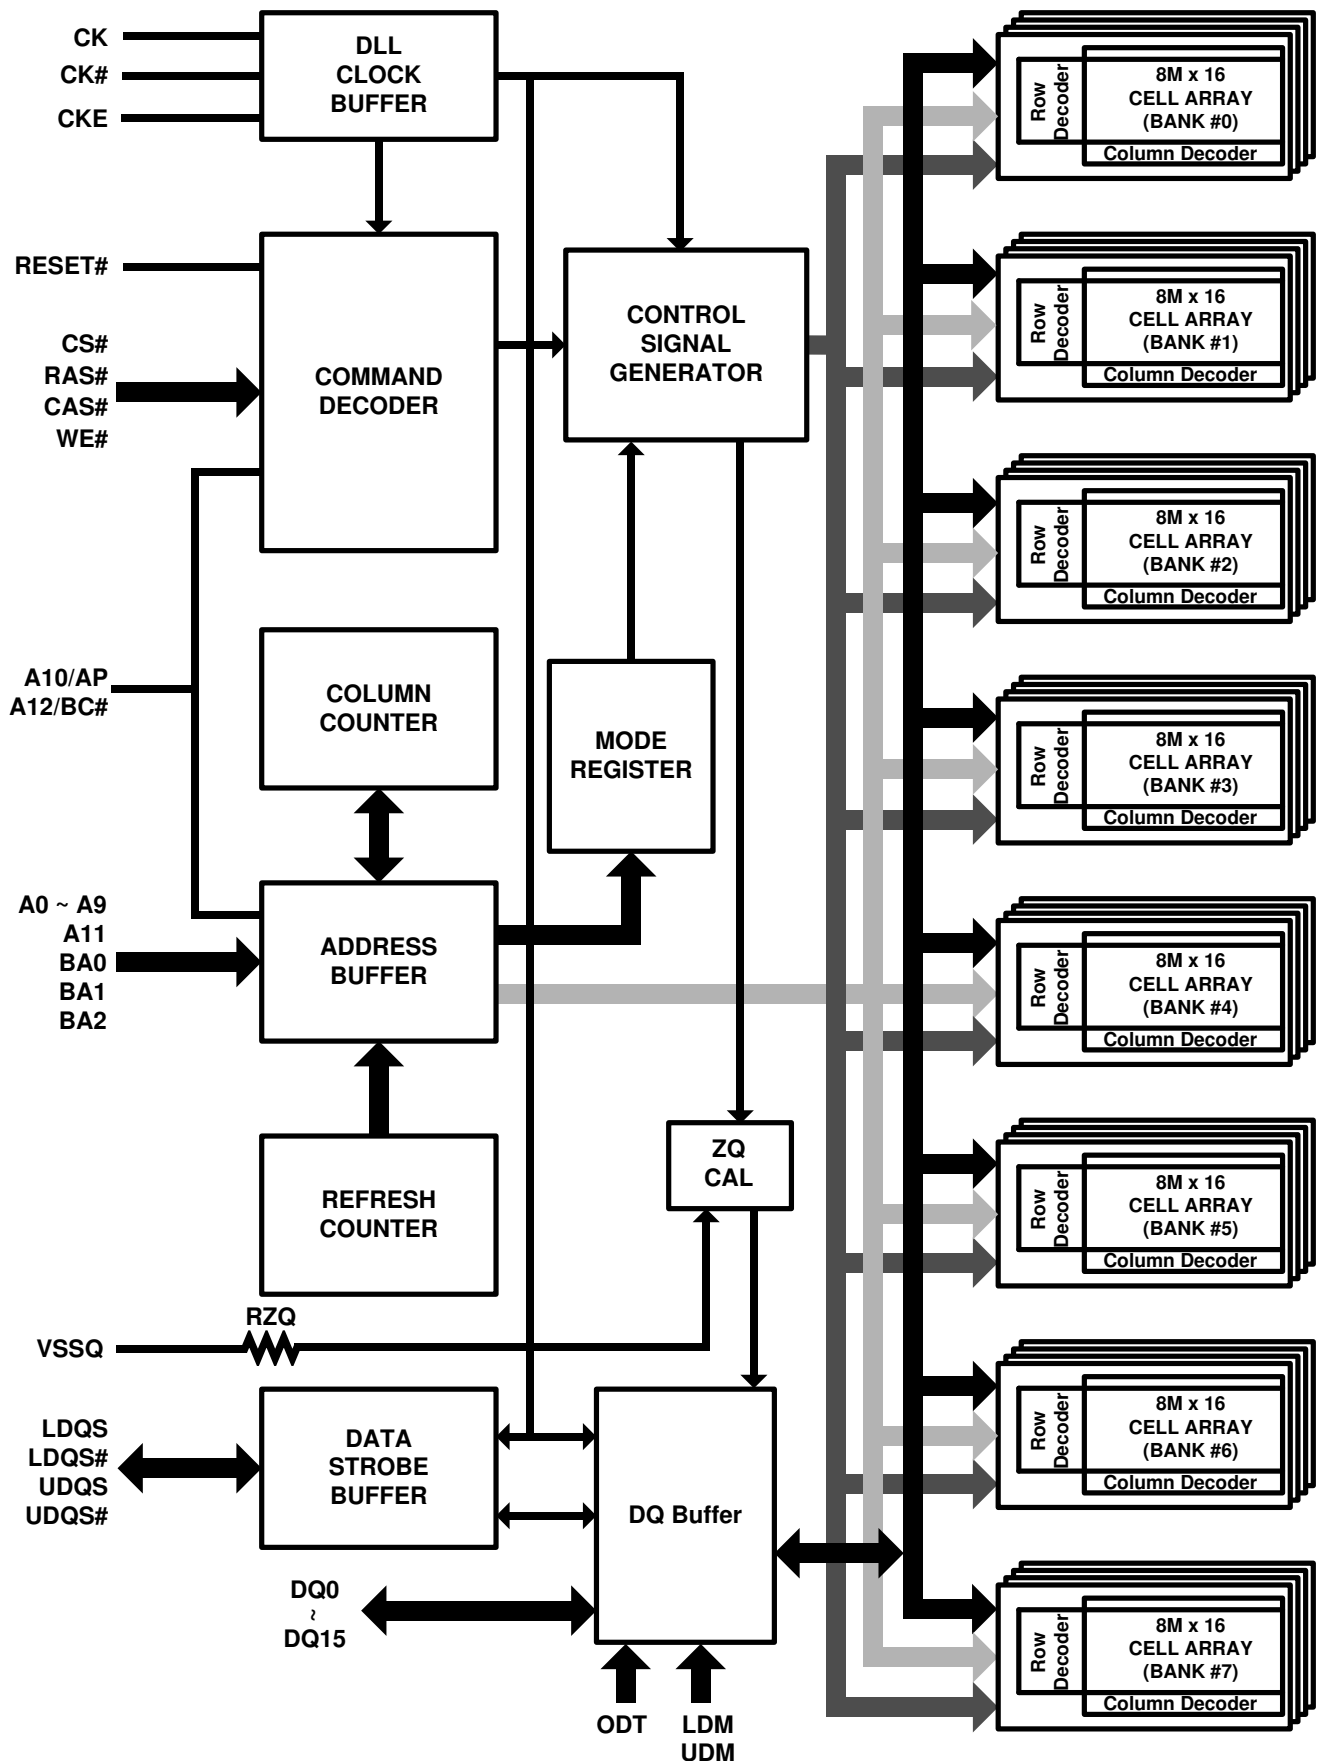 CK
CK#
CKE
DLL
CLOCK
BUFFER
RESET#
CS#
RAS#
CAS#
WE#
COMMAND
DECODER
CONTROL
SIGNAL
GENERATOR
A10/AP
A12/BC#
COLUMN
COUNTER
MODE
REGISTER
A0 ~ A9
A11
BA0
BA1
BA2
ADDRESS
BUFFER
REFRESH
COUNTER
ZQ
CAL
RZQ
VSSQ
LDQS
LDQS#
UDQS
UDQS#
DATA
STROBE
BUFFER
DQ Buffer
DQ0
~
DQ15
ODT
LDM
UDM
Row
Decoder
8M x 16
CELL ARRAY
(BANK #0)
Column Decoder
Row
Decoder
8M x 16
CELL ARRAY
(BANK #1)
Column Decoder
Row
Decoder
8M x 16
CELL ARRAY
(BANK #2)
Column Decoder
Row
Decoder
8M x 16
CELL ARRAY
(BANK #3)
Column Decoder
Row
Decoder
8M x 16
CELL ARRAY
(BANK #4)
Column Decoder
Row
Decoder
8M x 16
CELL ARRAY
(BANK #5)
Column Decoder
Row
Decoder
8M x 16
CELL ARRAY
(BANK #6)
Column Decoder
Row
Decoder
8M x 16
CELL ARRAY
(BANK #7)
Column Decoder